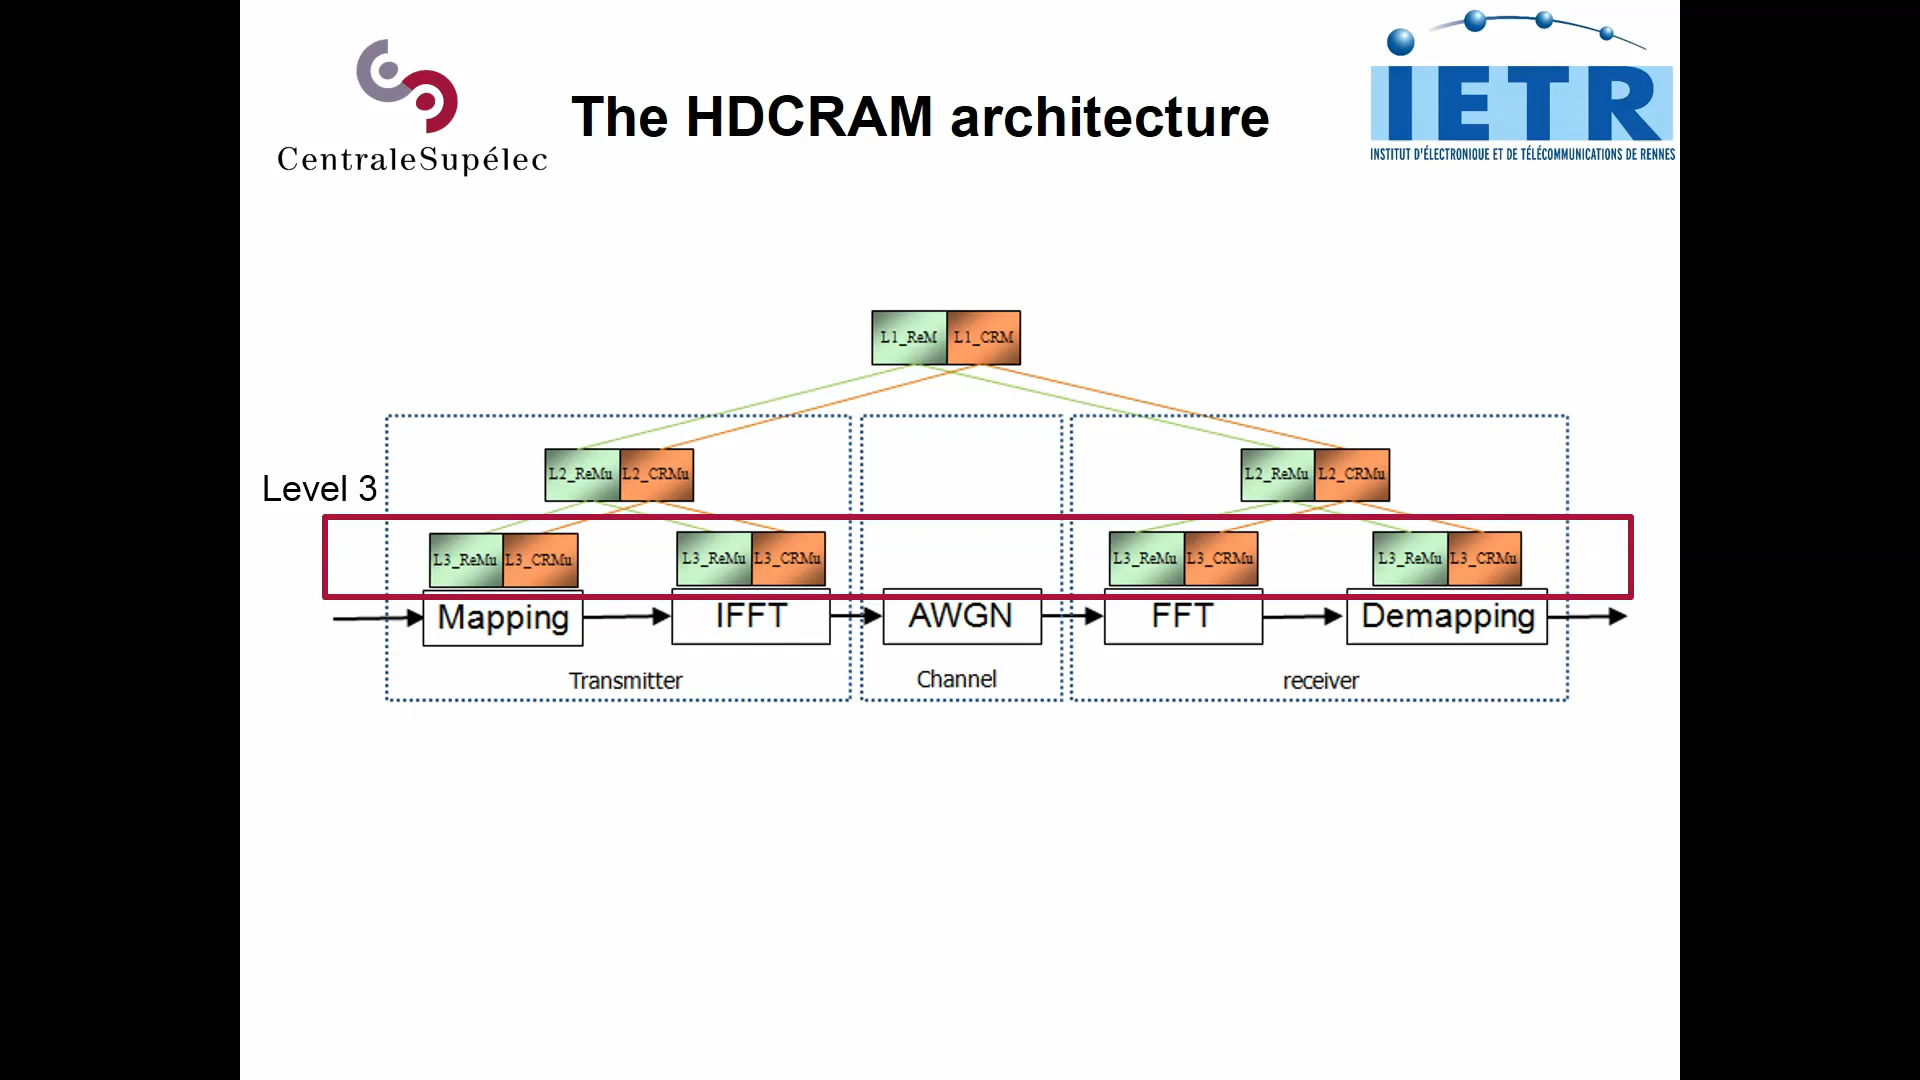 CentraleSupélec
The HDCRAM architecture
IETR
INSTITUT D'ÉLECTRONIQUE ET DE TÉLÉCOMMUNICATIONS DE RENNES
L1_ReM L1_CRM
Level 3
L2_ReMu L2_CRMu
L2_ReMu L2_CRMu
L3_ReMu L3_CRMu
L3_ReMu L3_CRMu
L3_ReMu L3_CRMu
L3_ReMu L3_CRMu
Mapping
IFFT
AWGN
FFT
Demapping
Transmitter
Channel
receiver